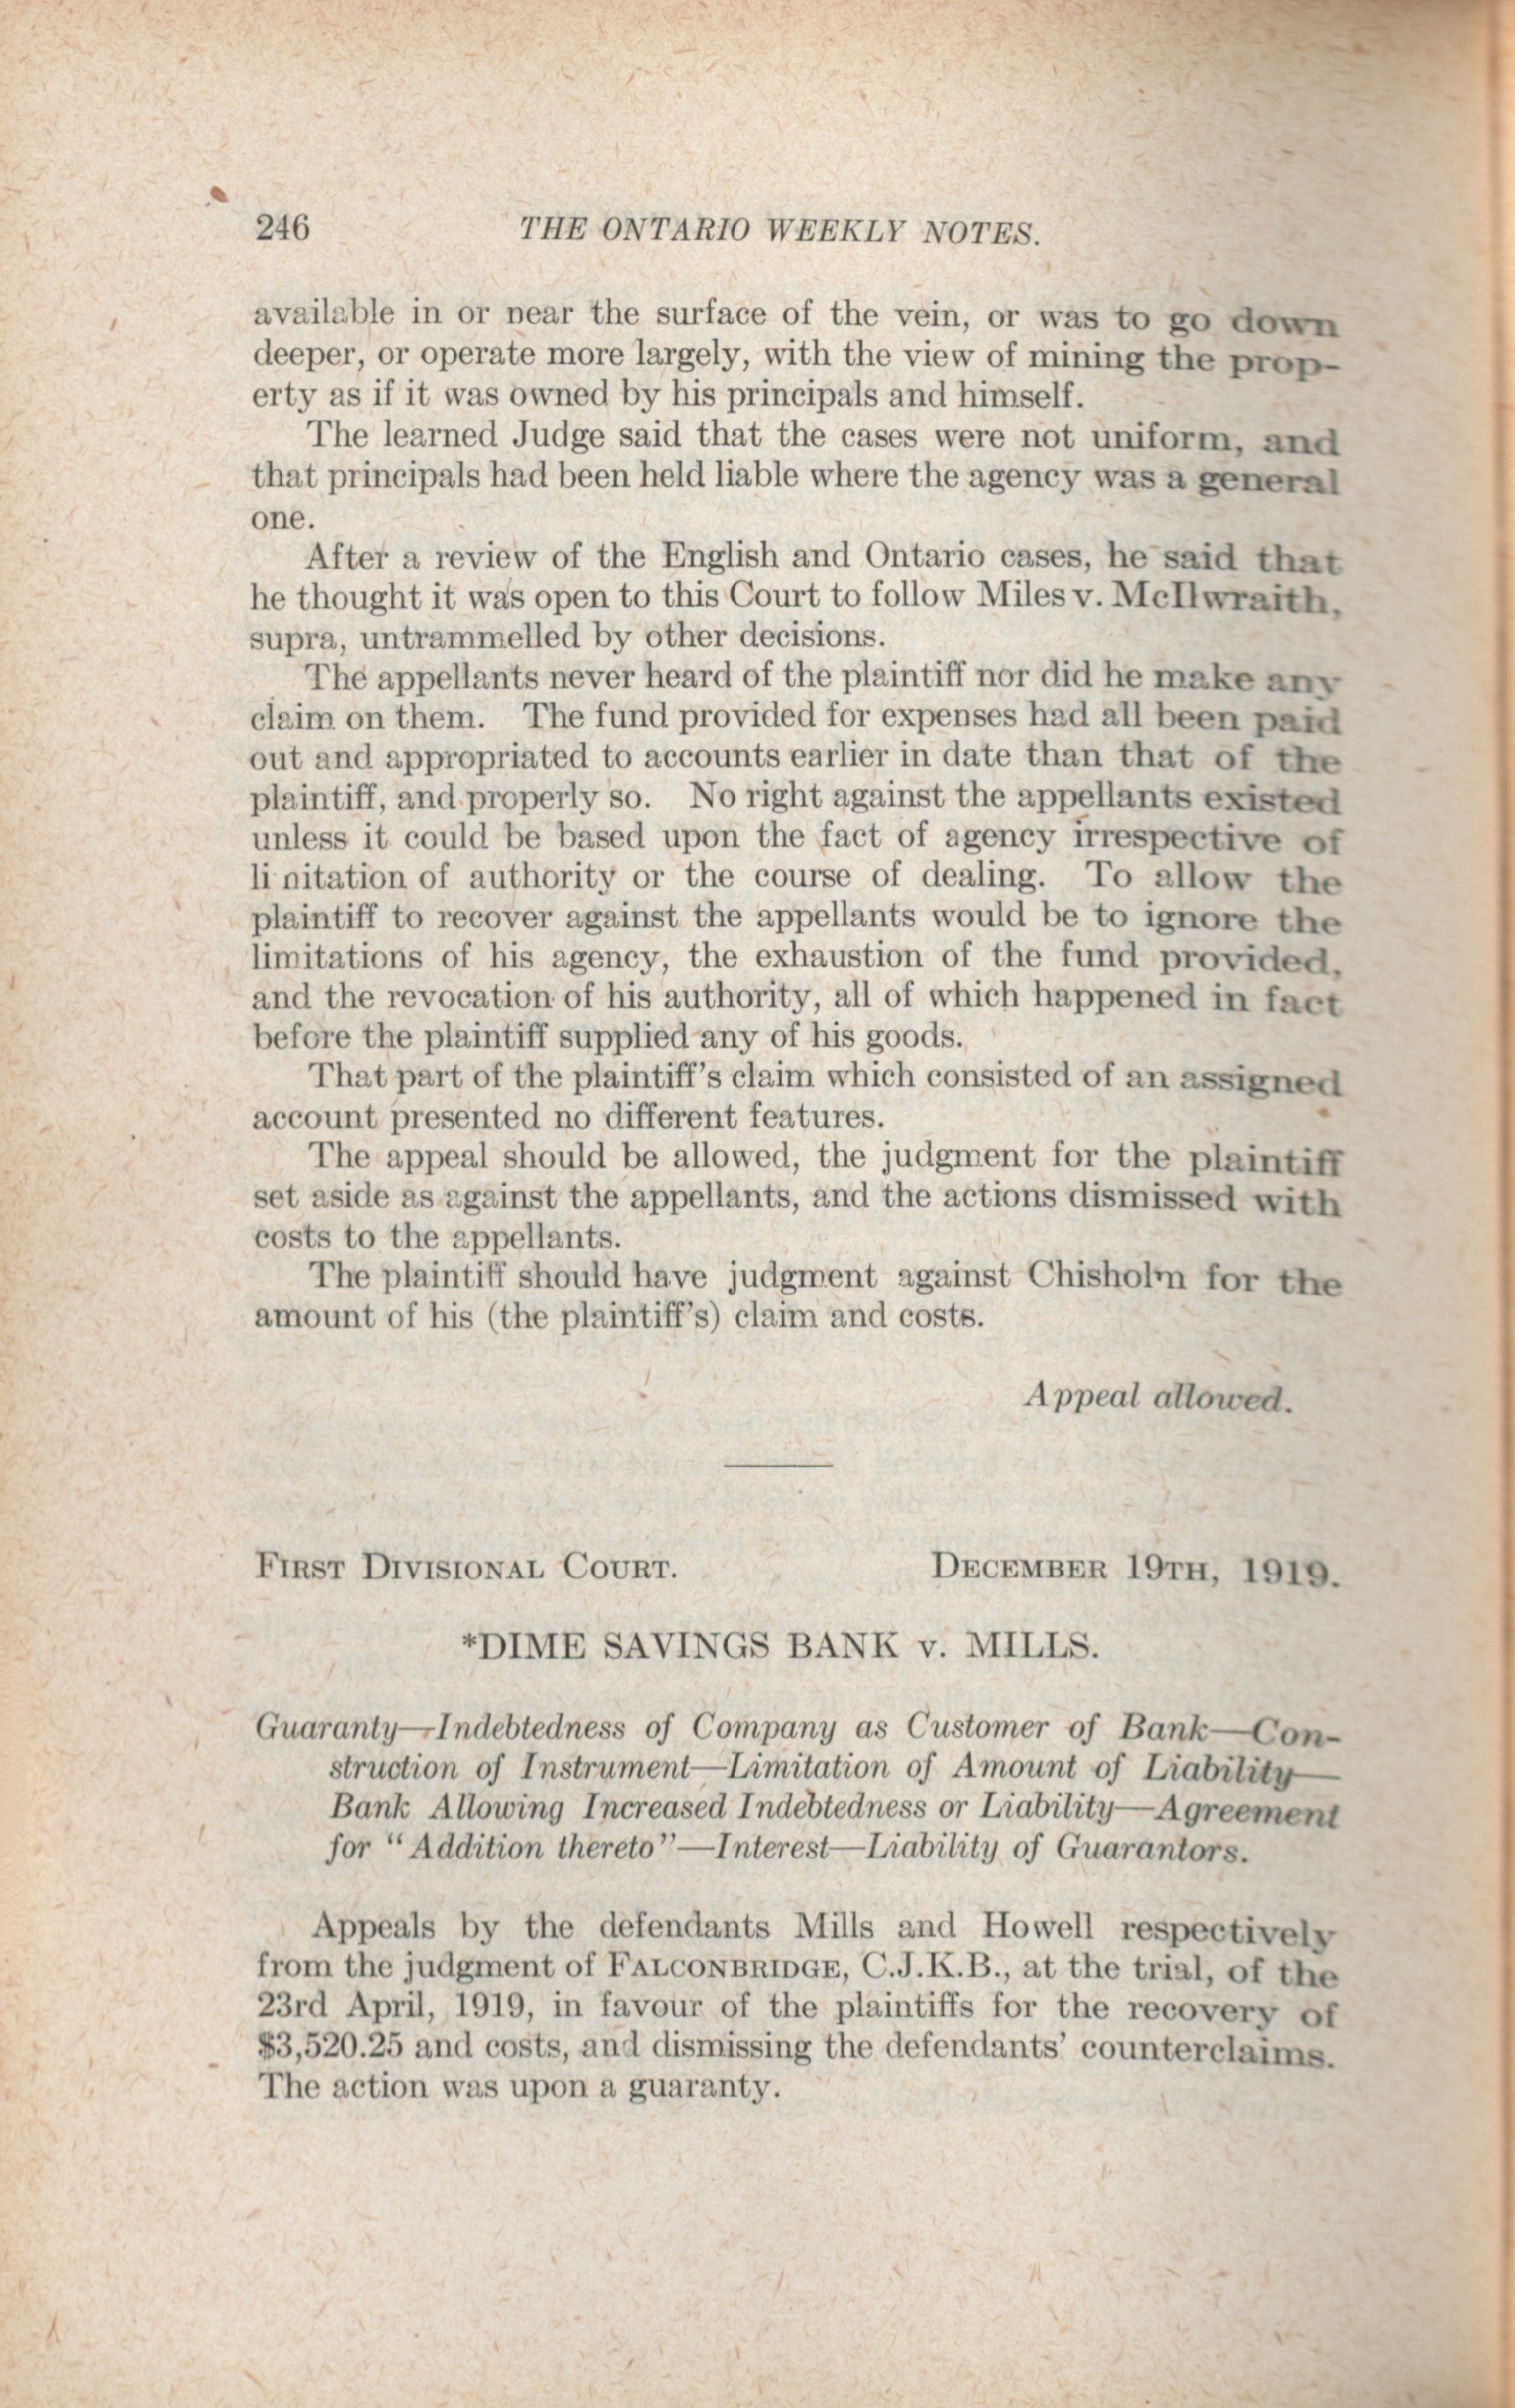 246 THE ONTARIO WEEKLY NOTES.
available in or near the surface of the vein, or was to go down
deeper, or operate more largely, with the view of mining the prop-
erty as if it was owned by his principals and himself.
The learned Judge said that the cases were not uniform, and
that principals had been held liable where the agency was a general
one.
After a review of the English and Ontario cases, he said that
he thought it was open to this Court to follow Miles v. McIlwraith,
supra, untrammelled by other decisions.
The appellants never heard of the plaintiff nor did he make any
claim on them. The fund provided for expenses had all been paid
out and appropriated to accounts earlier in date than that of the
plaintiff, and properly so. No right against the appellants existed
unless it could be based upon the fact of agency irrespective of
li nitation of authority or the course of dealing. To allow the
plaintiff to recover against the appellants would be to ignore the
limitations of his agency, the exhaustion of the fund provided,
and the revocation of his authority, all of which happened in fact
before the plaintiff supplied any of his goods.
That part of the plaintiff's claim which consisted of an assigned
account presented no different features.
The appeal should be allowed, the judgment for the plaintiff
set aside as against the appellants, and the actions dismissed with
costs to the appellants.
The plaintiff should have judgment against Chisholm for the
amount of his (the plaintiff's) claim and costs.
Appeal allowed.
FIRST DIVISIONAL COURT. DECEMBER 19TH, 1919.
*DIME SAVINGS BANK v. MILLS.
Guaranty—Indebtedness of Company as Customer of Bank—Con-
struction of Instrument—Limitation of Amount of Liability—
Bank Allowing Increased Indebtedness or Liability—Agreement
for "Addition thereto"—Interest—Liability of Guarantors.
Appeals by the defendants Mills and Howell respectively
from the judgment of FALCONBRIDGE, C.J.K.B., at the trial, of the
23rd April, 1919, in favour of the plaintiffs for the recovery of
$3,520.25 and costs, and dismissing the defendants' counterclaims.
The action was upon a guaranty.